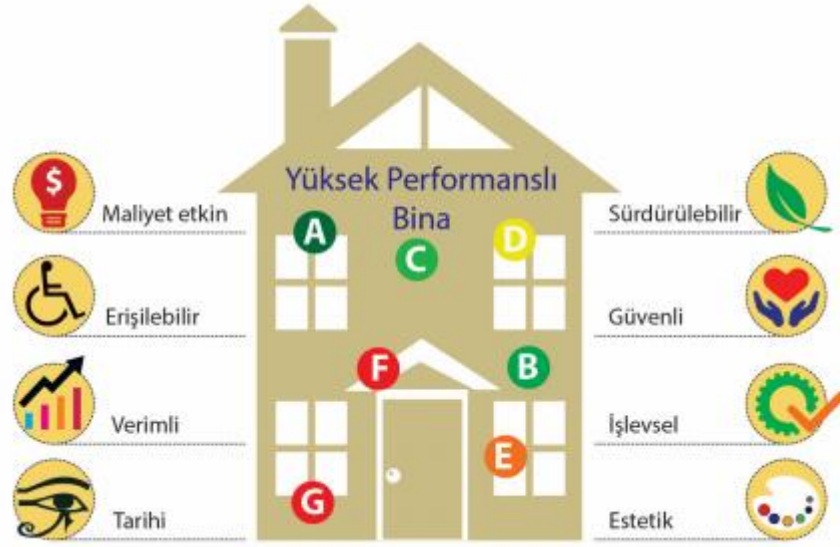 Yüksek Performanslı
Bina
$
Maliyet etkin
Erişilebilir
Verimli
Tarihi
A
C
D
F
B
E
G
Sürdürülebilir
Güvenli
İşlevsel
Estetik